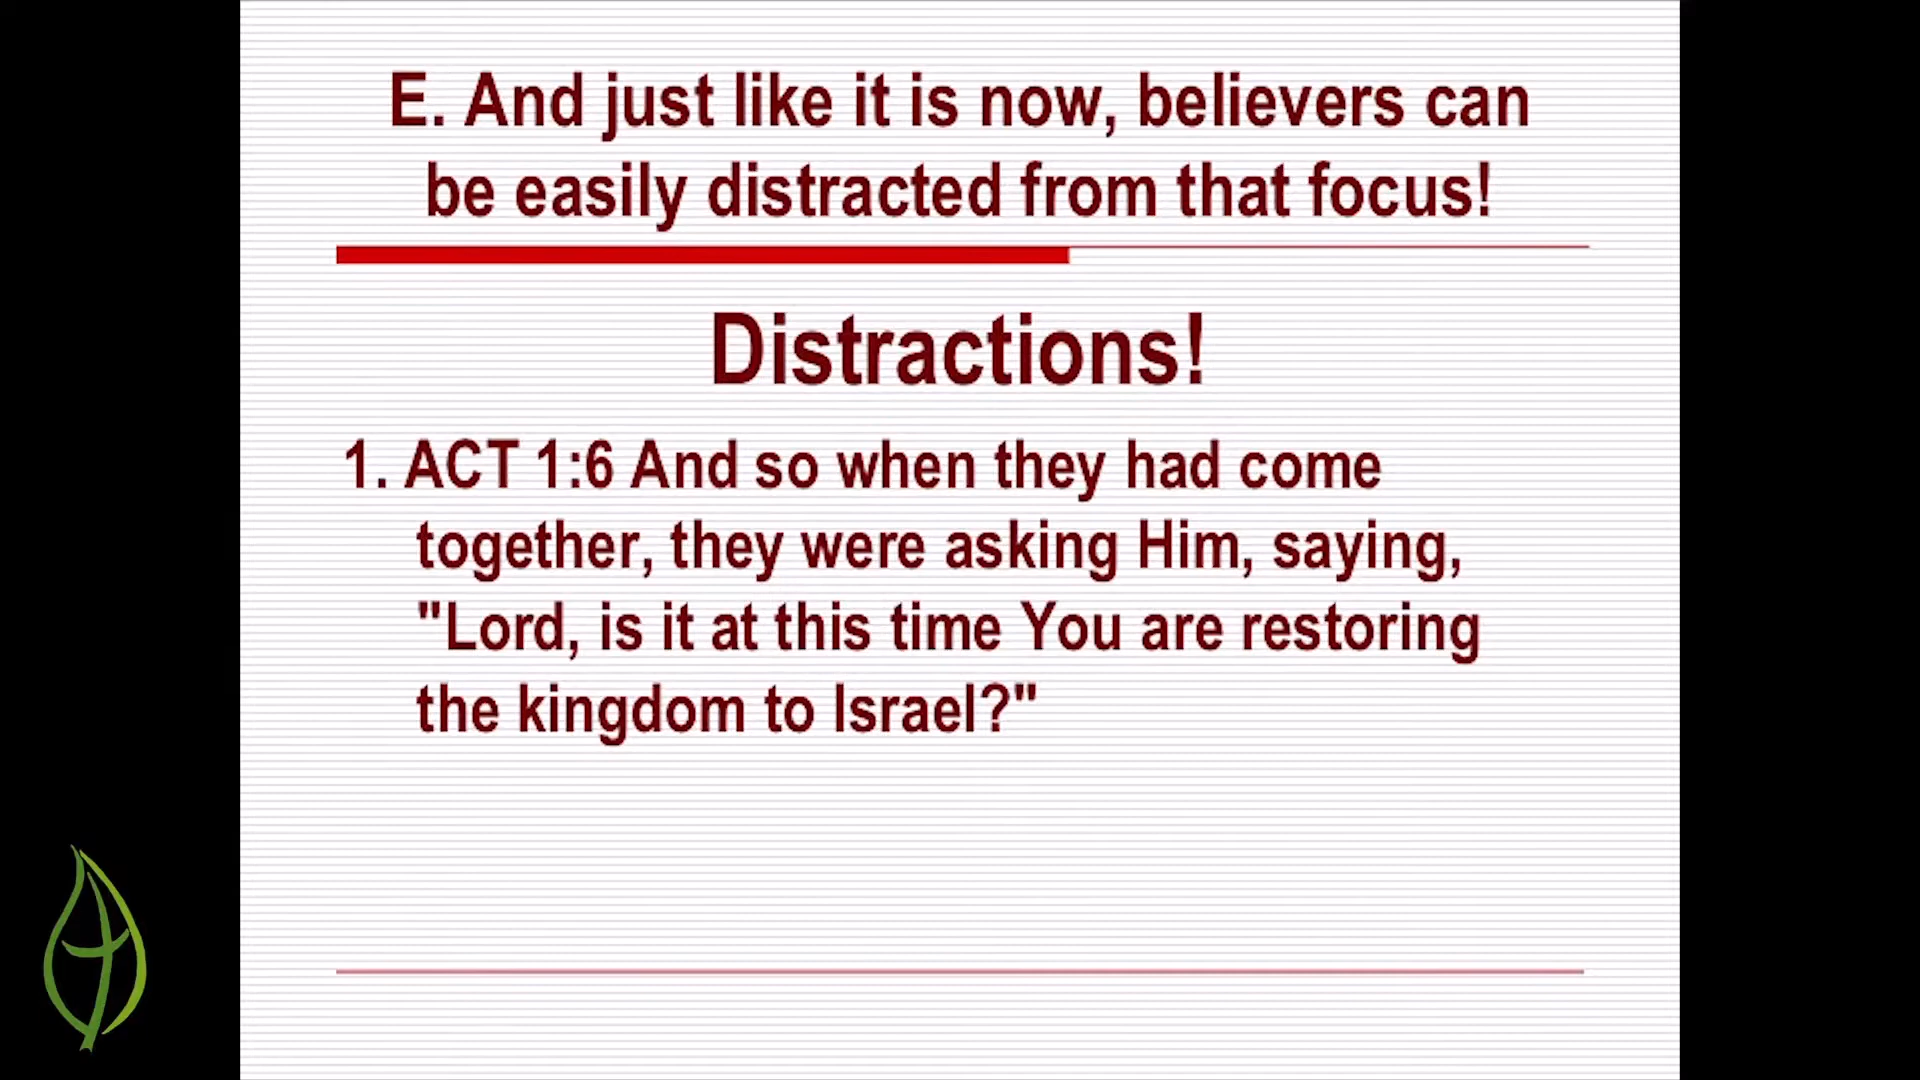 E. And just like it is now, believers can
be easily distracted from that focus!
Distractions!
1. ACT 1:6 And so when they had come
together, they were asking Him, saying,
"Lord, is it at this time You are restoring
the kingdom to Israel?"